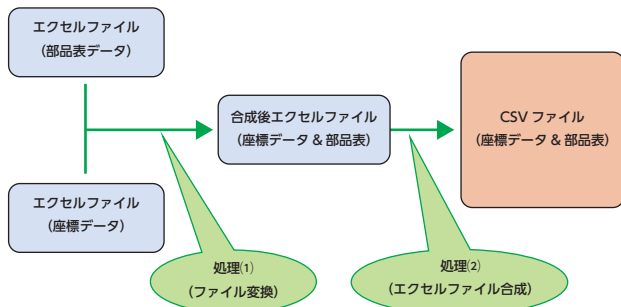 エクセルファイル
(部品表データ)
合成後エクセルファイル
(座標データ & 部品表)
CSV ファイル
(座標データ & 部品表)
エクセルファイル
(座標データ)
処理⑴
(ファイル変換)
処理⑵
(エクセルファイル合成)